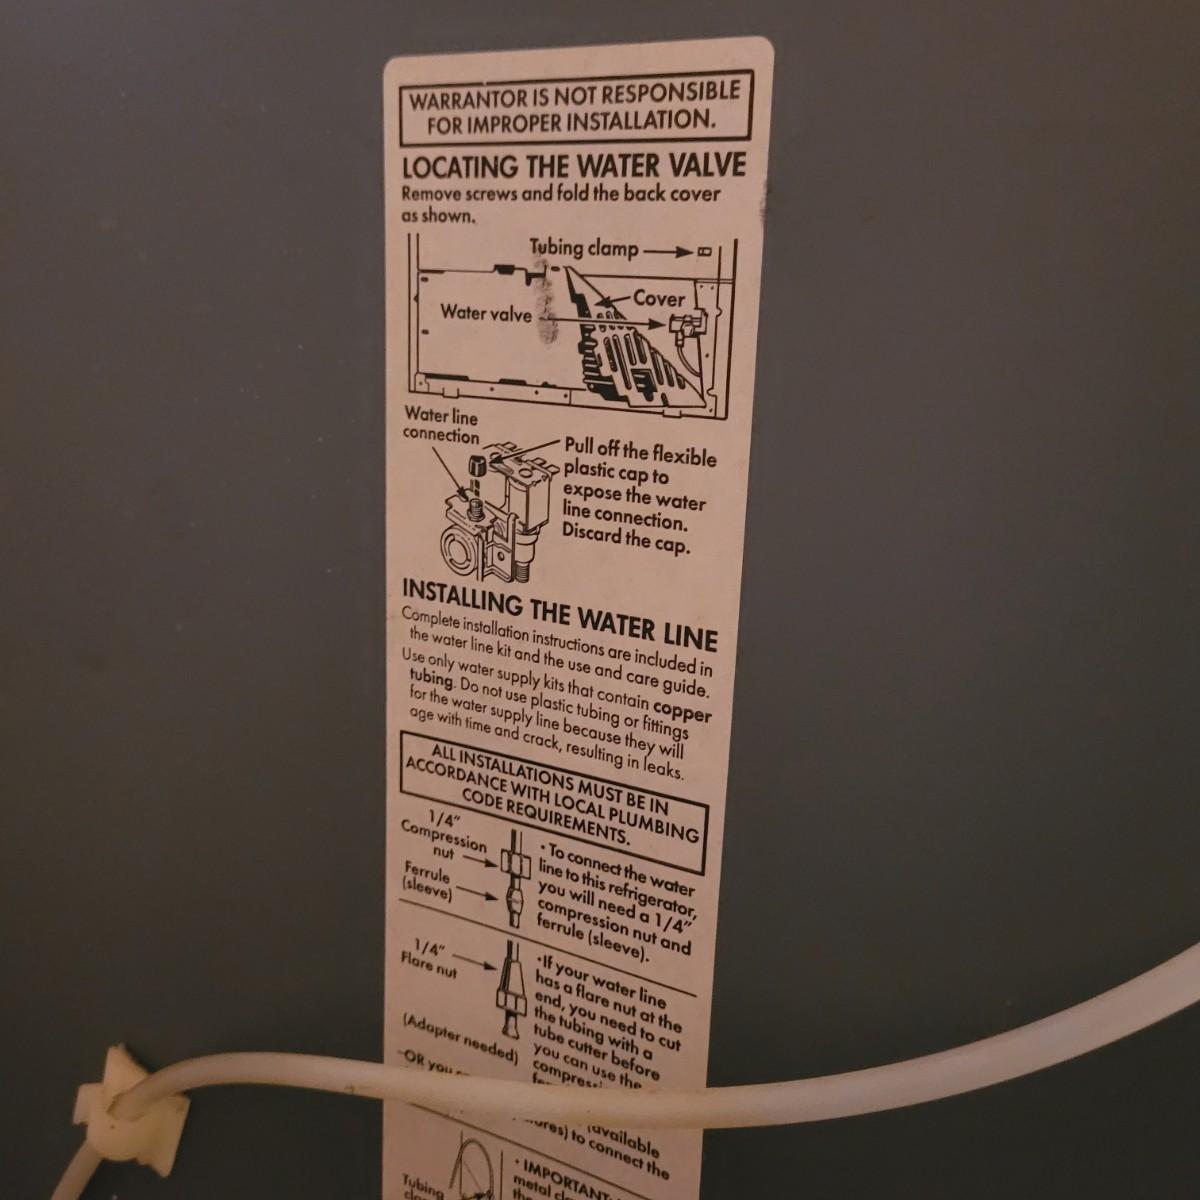 WARRANTOR IS NOT RESPONSIBLE
FOR IMPROPER INSTALLATION.
LOCATING THE WATER VALVE
Remove screws and fold the back cover
as shown.
Tubing clamp
Cover
Water valve
Water line
connection
Pull off the flexible
plastic cap to
expose the water
line connection.
Discard the cap.
INSTALLING THE WATER LINE
Complete installation instructions are included in
the water line kit and the use and care guide.
Use only water supply kits that contain copper
tubing. Do not use plastic tubing or fittings
for the water supply line because they will
age with time and crack, resulting in leaks.
ALL INSTALLATIONS MUST BE IN
ACCORDANCE WITH LOCAL PLUMBING
CODE REQUIREMENTS.
1/4"
Compression
nut
Ferrule
(sleeve)
• To connect the water
line to this refrigerator,
you will need a 1/4"
compression nut and
ferrule (sleeve).
1/4"
Flare nut
(Adapter needed)
•If your water line
has a flare nut at the
end, you need to cut
the tubing with a
tube cutter before
you can use the
OR you
(available
to connect the
Tubing
• IMPORTANT:
metal